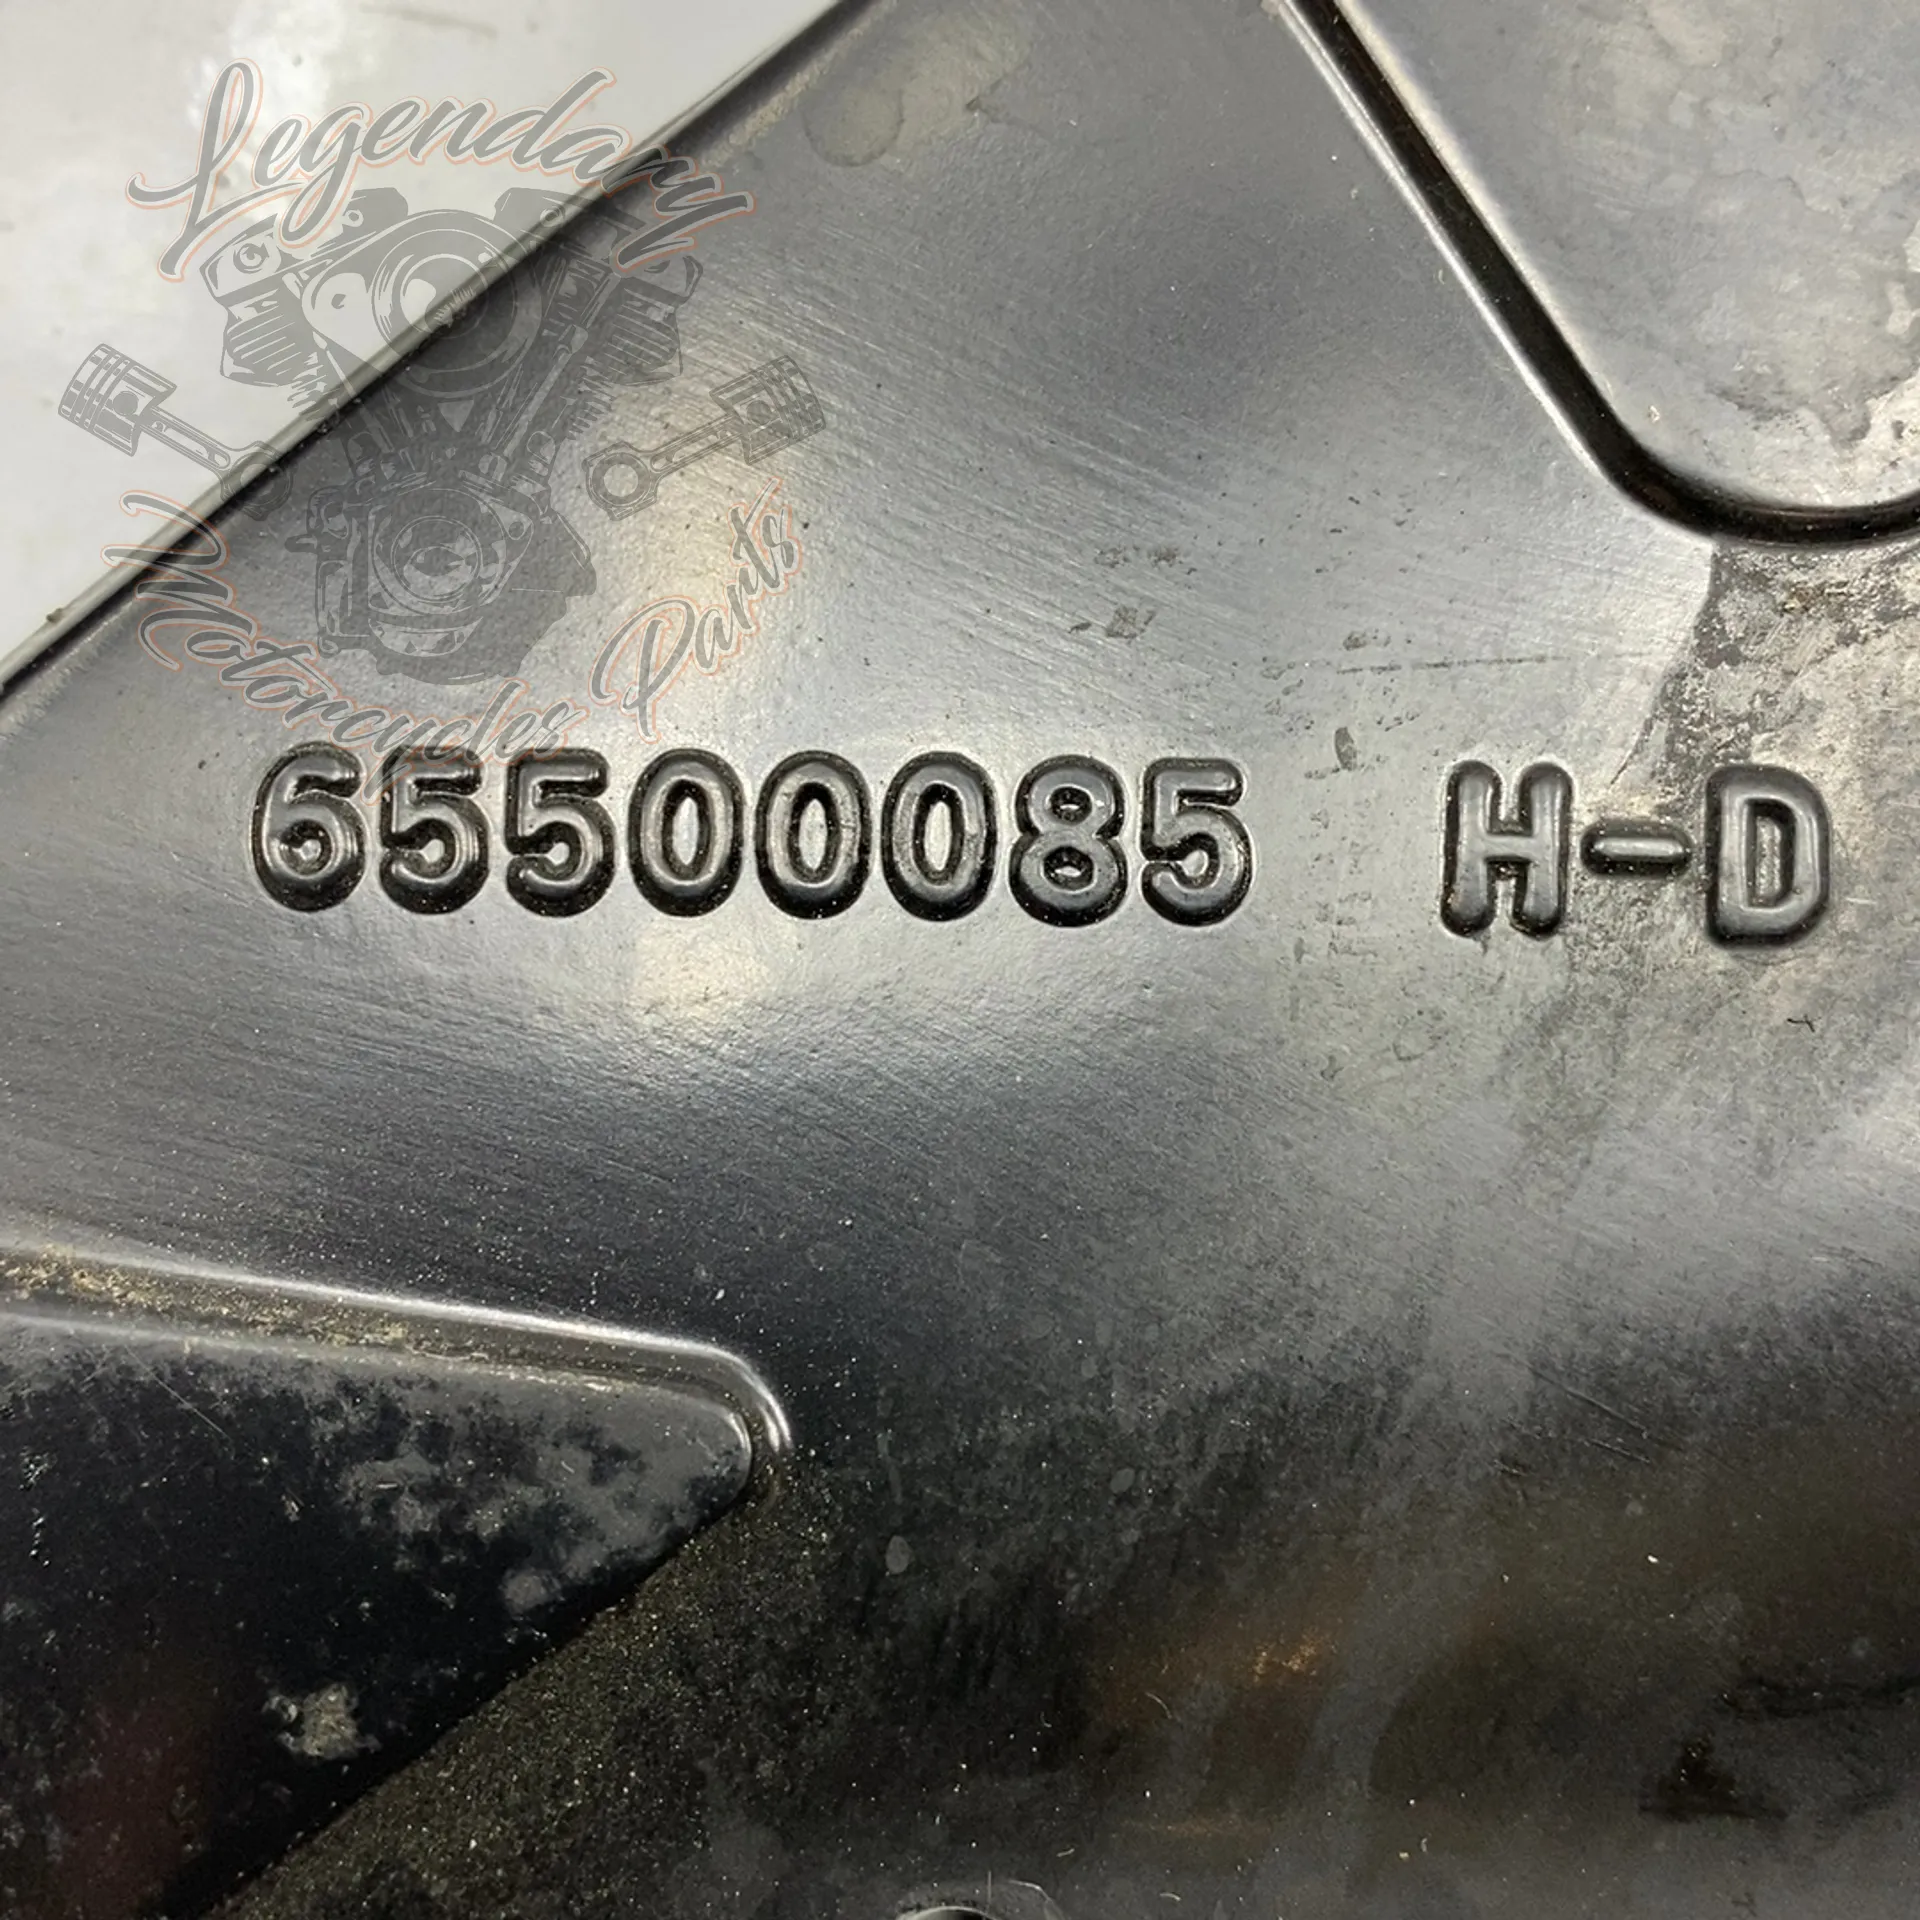 Legendary
Motorcycles Parts
65500085 H-D